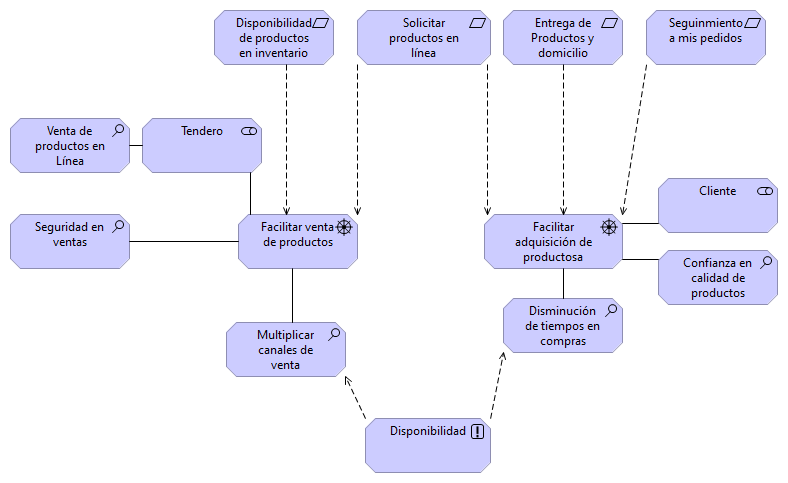 Disponibilidad
de productos
en inventario
Solicitar
productos en
línea
Entrega de
Productos y
domicilio
Seguinmiento
a mis pedidos
Venta de
productos en
Línea
Tendero
Cliente
Seguridad en
ventas
Facilitar venta
de productos
Facilitar
adquisición de
productosa
Confianza en
calidad de
productos
Multiplicar
canales de
venta
Disminución
de tiempos en
compras
Disponibilidad